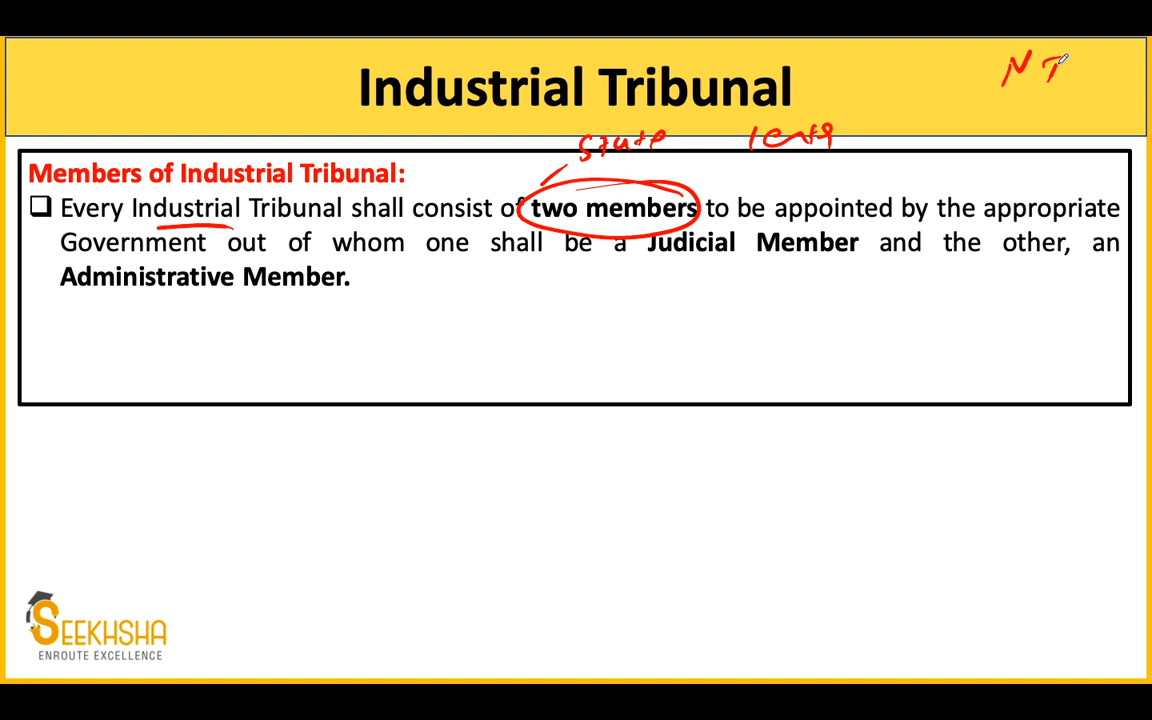 Industrial Tribunal
N T
State
Members of Industrial Tribunal:
❑ Every Industrial Tribunal shall consist of two members to be appointed by the appropriate
Government out of whom one shall be a Judicial Member and the other, an
Administrative Member.
SEEKHSHA
ENROUTE EXCELLENCE